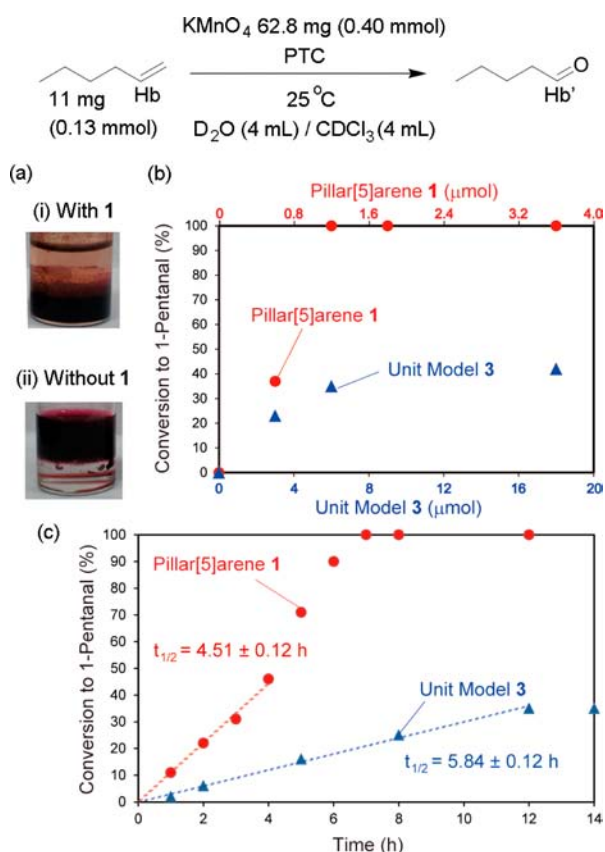 KMnO₄ 62.8 mg (0.40 mmol)
PTC
25 °C
D₂O (4 mL) / CDCl₃(4 mL)
11 mg
Hb
(0.13 mmol)
O
Hb'
(a)
(i) With 1
(ii) Without 1
(b)
Pillar[5]arene 1 (μmol)
0 0.8 1.6 2.4 3.2 4.0
Conversion to 1-Pentanal (%)
100
90
80
70
60
50
40
30
20
10
0
Pillar[5]arene 1
Unit Model 3
0 4 8 12 16 20
Unit Model 3 (μmol)
(c)
Conversion to 1-Pentanal (%)
100
90
80
70
60
50
40
30
20
10
0
Pillar[5]arene 1
t1/2 = 4.51 ± 0.12 h
Unit Model 3
t1/2 = 5.84 ± 0.12 h
0 2 4 6 8 10 12 14
Time (h)